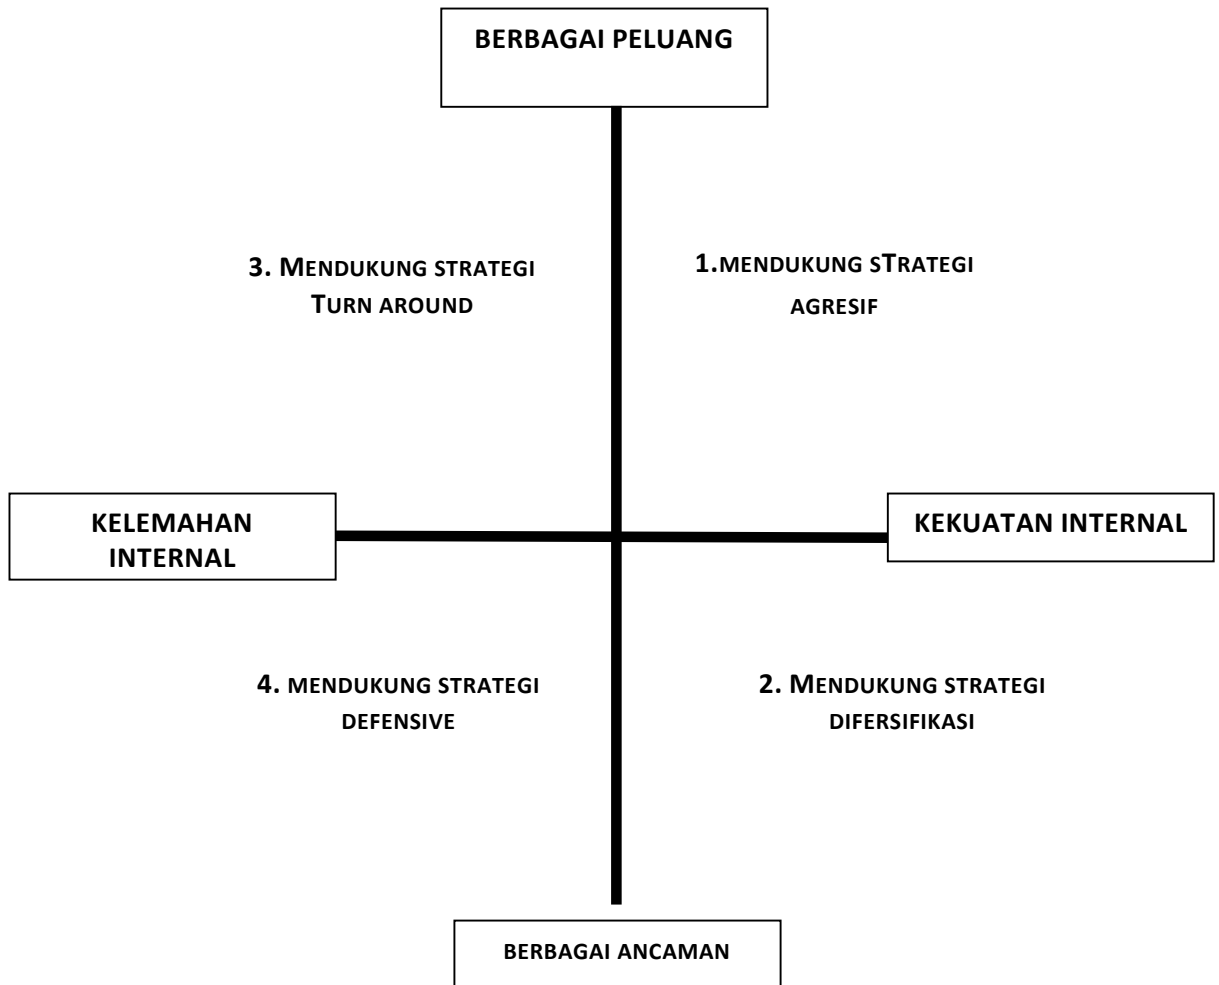 BERBAGAI PELUANG
3. MENDUKUNG STRATEGI
TURN AROUND
1.MENDUKUNG STRATEGI
AGRESIF
KELEMAHAN
INTERNAL
KEKUATAN INTERNAL
4. MENDUKUNG STRATEGI
DEFENSIVE
2. MENDUKUNG STRATEGI
DIFERSIFIKASI
BERBAGAI ANCAMAN